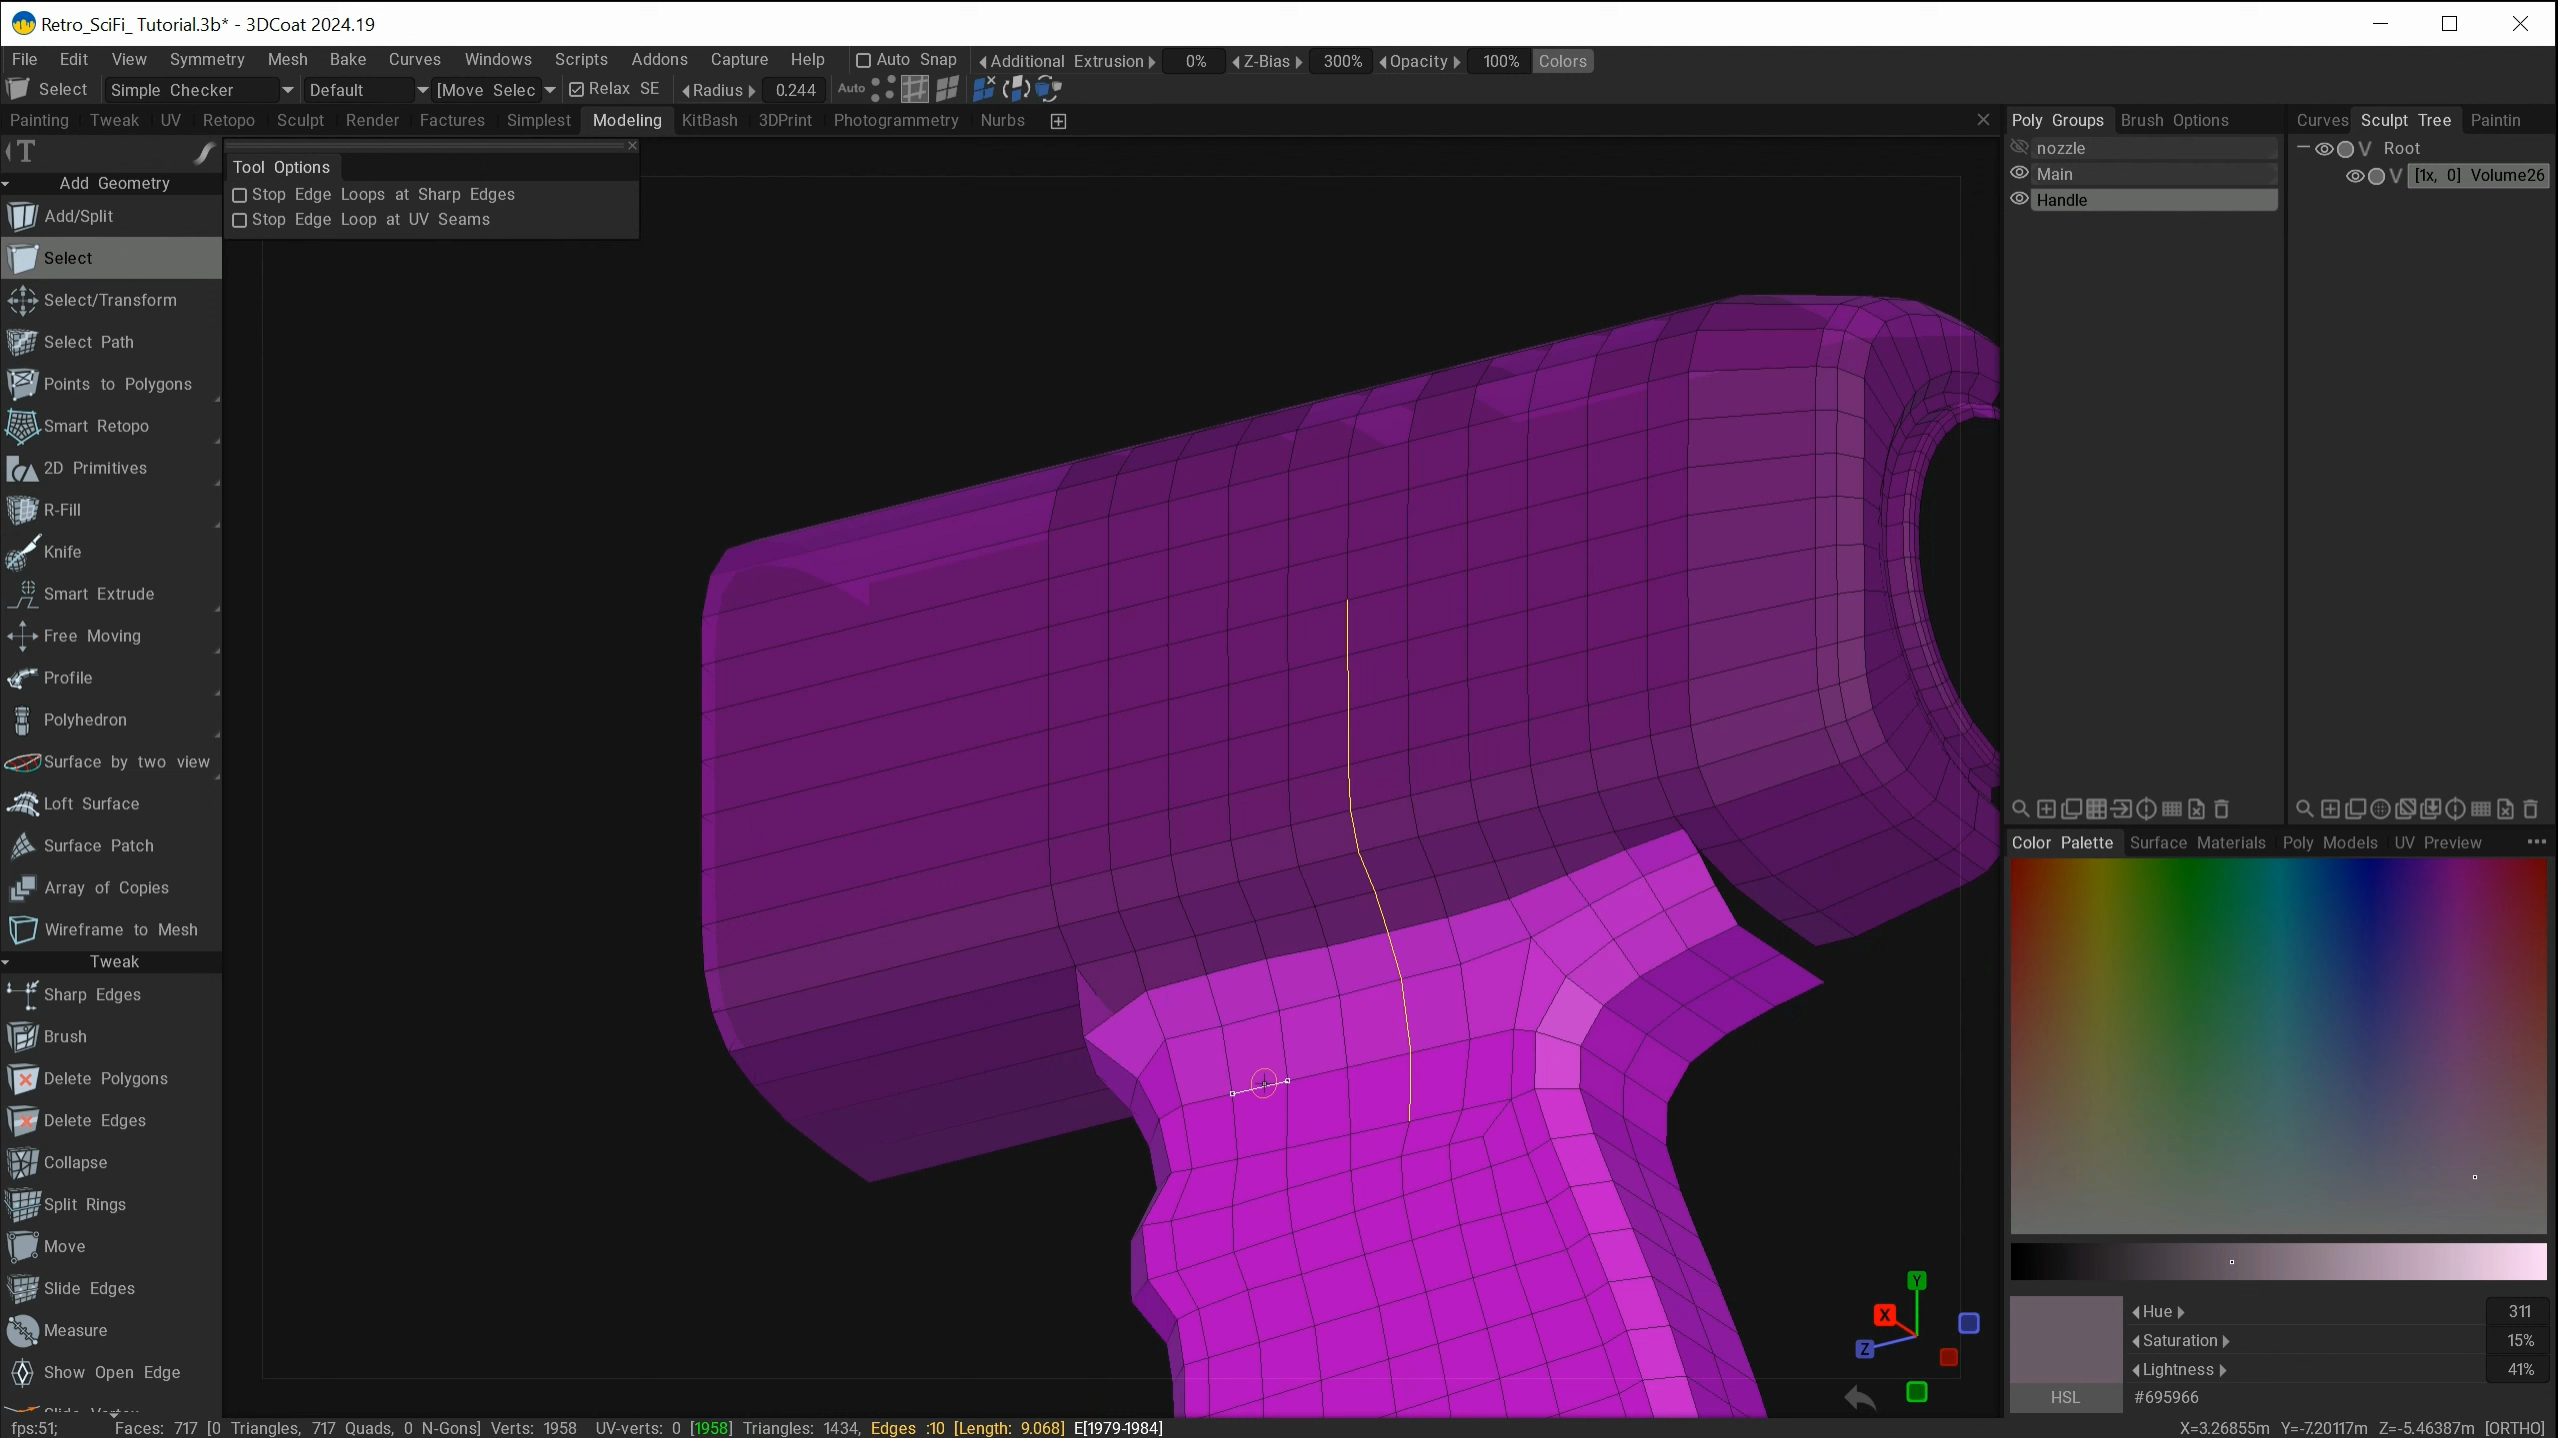 Retro_SciFi_ Tutorial.3b* - 3DCoat 2024.19
File Edit View Symmetry Mesh Bake Curves Windows Scripts Addons Capture Help Auto Snap Additional Extrusion 0% Z-Bias 300% Opacity 100% Colors
Select Simple Checker Default [Move Selec Relax SE Radius 0.244 Auto
Painting Tweak UV Retopo Sculpt Render Factures Simplest Modeling KitBash 3DPrint Photogrammetry Nurbs
T
Add Geometry
Add/Split
Select
Select/Transform
Select Path
Points to Polygons
Smart Retopo
2D Primitives
R-Fill
Knife
Smart Extrude
Free Moving
Profile
Polyhedron
Surface by two view
Loft Surface
Surface Patch
Array of Copies
Wireframe to Mesh
Tweak
Sharp Edges
Brush
Delete Polygons
Delete Edges
Collapse
Split Rings
Move
Slide Edges
Measure
Show Open Edge
Tool Options
Stop Edge Loops at Sharp Edges
Stop Edge Loop at UV Seams
Y
X
Z
Poly Groups Brush Options
nozzle
Main
Handle
Curves Sculpt Tree Paintin
V Root
V [1x, 0] Volume26
Color Palette Surface Materials Poly Models UV Preview
Hue 311
Saturation 15%
Lightness 41%
HSL #695966
fps:51; Faces: 717 [0 Triangles, 717 Quads, 0 N-Gons] Verts: 1958 UV-verts: 0 [1958] Triangles: 1434, Edges :10 [Length: 9.068] E[1979-1984]
X=3.26855m Y=-7.20117m Z=-5.46387m [ORTHO]